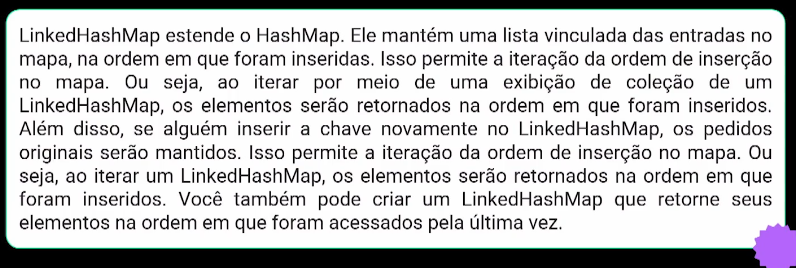 LinkedHashMap estende o HashMap. Ele mantém uma lista vinculada das entradas no
mapa, na ordem em que foram inseridas. Isso permite a iteração da ordem de inserção
no mapa. Ou seja, ao iterar por meio de uma exibição de coleção de um
LinkedHashMap, os elementos serão retornados na ordem em que foram inseridos.
Além disso, se alguém inserir a chave novamente no LinkedHashMap, os pedidos
originais serão mantidos. Isso permite a iteração da ordem de inserção no mapa. Ou
seja, ao iterar um LinkedHashMap, os elementos serão retornados na ordem em que
foram inseridos. Você também pode criar um LinkedHashMap que retorne seus
elementos na ordem em que foram acessados pela última vez.